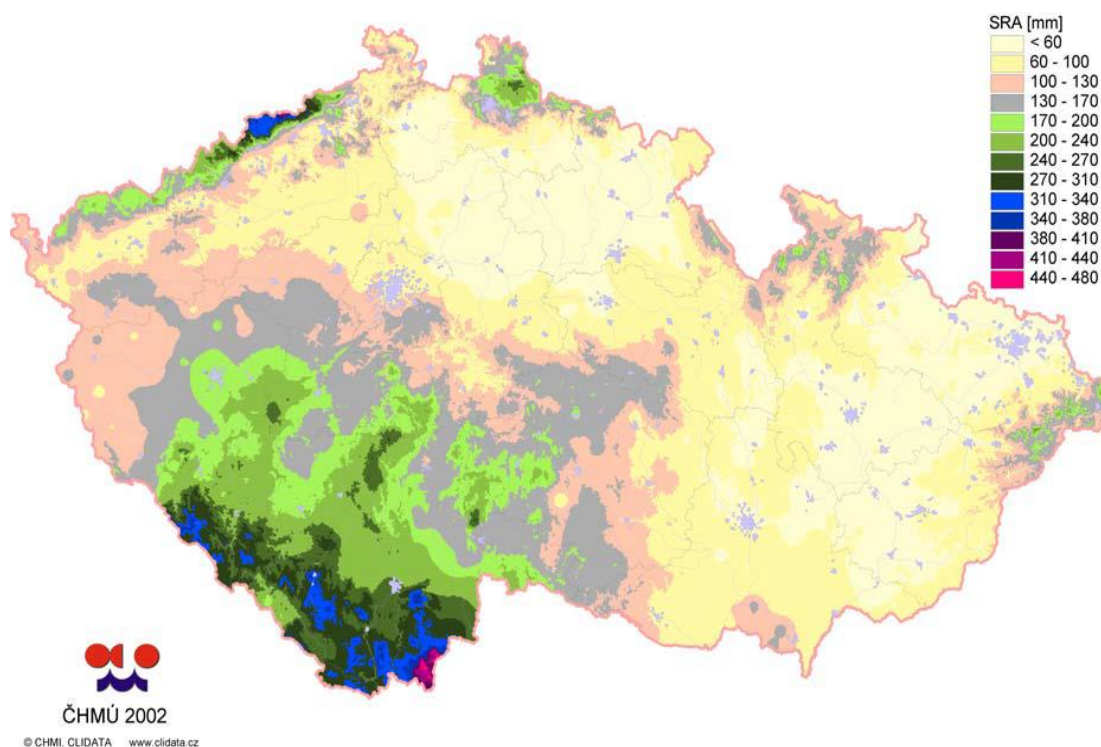 SRA [mm]
< 60
60 - 100
100 - 130
130 - 170
170 - 200
200 - 240
240 - 270
270 - 310
310 - 340
340 - 380
380 - 410
410 - 440
440 - 480
ČHMÚ 2002
© CHMI, CLIDATA www.clidata.cz